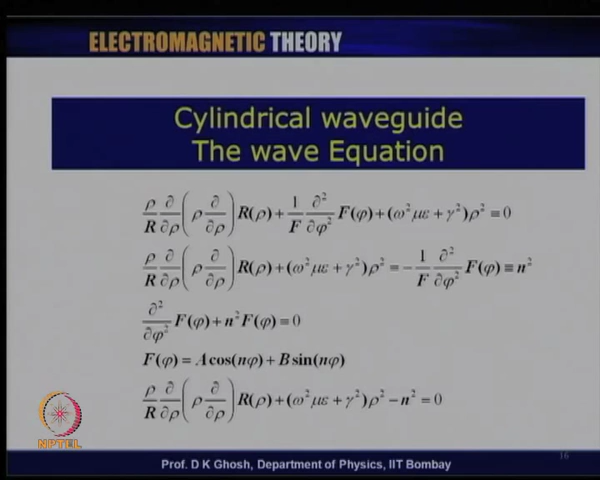 ELECTROMAGNETIC THEORY
Cylindrical waveguide
The wave Equation
ρ/R ∂/∂ρ (ρ ∂/∂ρ) R(ρ) + 1/F ∂²/∂φ² F(φ) + (ω²με + γ²)ρ² = 0
ρ/R ∂/∂ρ (ρ ∂/∂ρ) R(ρ) + (ω²με + γ²)ρ² = −1/F ∂²/∂φ² F(φ) ≡ n²
∂²/∂φ² F(φ) + n² F(φ) = 0
F(φ) = A cos(nφ) + B sin(nφ)
ρ/R ∂/∂ρ (ρ ∂/∂ρ) R(ρ) + (ω²με + γ²)ρ² − n² = 0
NPTEL
16
Prof. D K Ghosh, Department of Physics, IIT Bombay